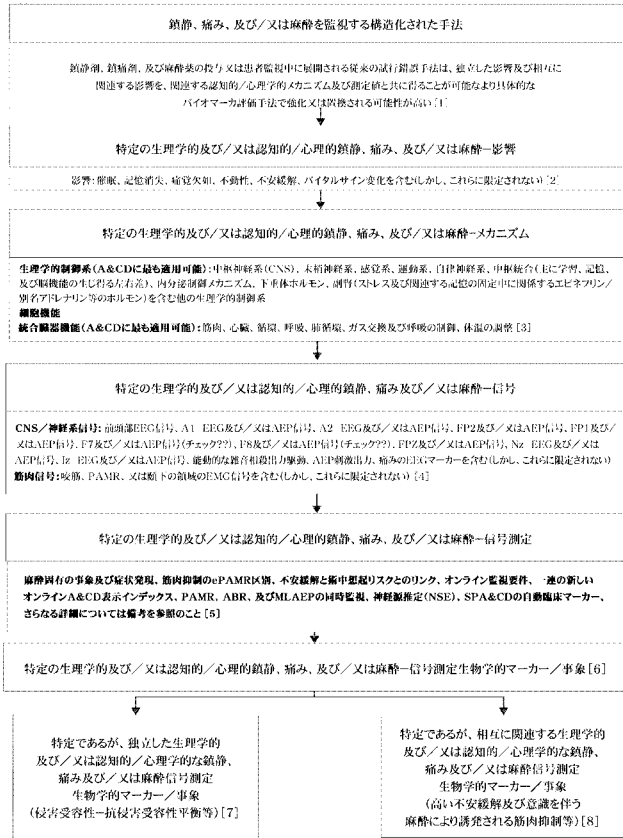 鎮静、痛み、及び/又は麻酔を監視する構造化された手法
鎮静剤、鎮痛剤、及び麻酔薬の投与又は患者監視中に展開される従来の試行錯誤手法は、独立した影響及び相互に
関連する影響を、関連する認知的/心理的メカニズム及び測定値と共に得ることが可能なより具体的な
バイオマーカ評価手法で強化又は置換される可能性が高い[1]
特定の生理学的及び/又は認知的/心理的鎮静、痛み、及び/又は麻酔−影響
影響:催眠、記憶消失、痛覚欠如、不動性、不安緩解、バイタルサイン変化を含む(しかし、これらに限定されない)[2]
特定の生理学的及び/又は認知的/心理的鎮静、痛み、及び/又は麻酔−メカニズム
生理学的制御系(A&CDに最も適用可能):中枢神経系(CNS)、末梢神経系、感覚系、運動系、自律神経系、中枢統合(主に学習、記憶、
及び脳機能の生じ得る左右差)、内分泌制御メカニズム、下垂体ホルモン、副腎(ストレス及び関連する記憶の固定中に関係するエピネフリン/
別名アドレナリン等のホルモン)を含む他の生理学的制御系
細胞機能
統合臓器機能(A&CDに最も適用可能):筋肉、心臓、循環、呼吸、肺循環、ガス交換及び呼吸の制御、体温の調整[3]
特定の生理学的及び/又は認知的/心理的鎮静、痛み及び/又は麻酔−信号
CNS/神経系信号:前頭部EEG信号、A1−EEG及び/又はAEP信号、A2−EEG及び/又はAEP信号、FP2及び/又はAEP信号、FP1及び/
又はAEP信号、F7及び/又はAEP信号(チェック??)、F8及び/又はAEP信号(チェック??)、FPZ及び/又はAEP信号、Nz−EEG及び/又は
AEP信号、Iz−EEG及び/又はAEP信号、能動的な雑音相殺出力駆動、AEP刺激出力、痛みのEEGマーカーを含む(しかし、これらに限定されない)
筋肉信号:咬筋、PAMR、又は額下の領域のEMG信号を含む(しかし、これらに限定されない)[4]
特定の生理学的及び/又は認知的/心理的鎮静、痛み、及び/又は麻酔−信号測定
麻酔固有の事象及び症状発現、筋肉抑制のePAMR区別、不安緩解と術中想起リスクとのリンク、オンライン監視要件、一連の新しい
オンラインA&CD表示インデックス、PAMR、ABR、及びMLAEPの同時監視、神経源推定(NSE)、SPA&CDの自動臨床マーカー、
さらなる詳細については備考を参照のこと[5]
特定の生理学的及び/又は認知的/心理的鎮静、痛み、及び/又は麻酔−信号測定生物学的マーカー/事象[6]
特定であるが、独立した生理学的
及び/又は認知的/心理学的な鎮静、
痛み及び/又は麻酔信号測定
生物学的マーカー/事象
(侵害受容性−抗侵害受容性平衡等)[7]
特定であるが、相互に関連する生理学的
及び/又は認知的/心理学的な鎮静、
痛み及び/又は麻酔信号測定
生物学的マーカー/事象
(高い不安緩解及び意識を伴う
麻酔により誘発される筋肉抑制等)[8]